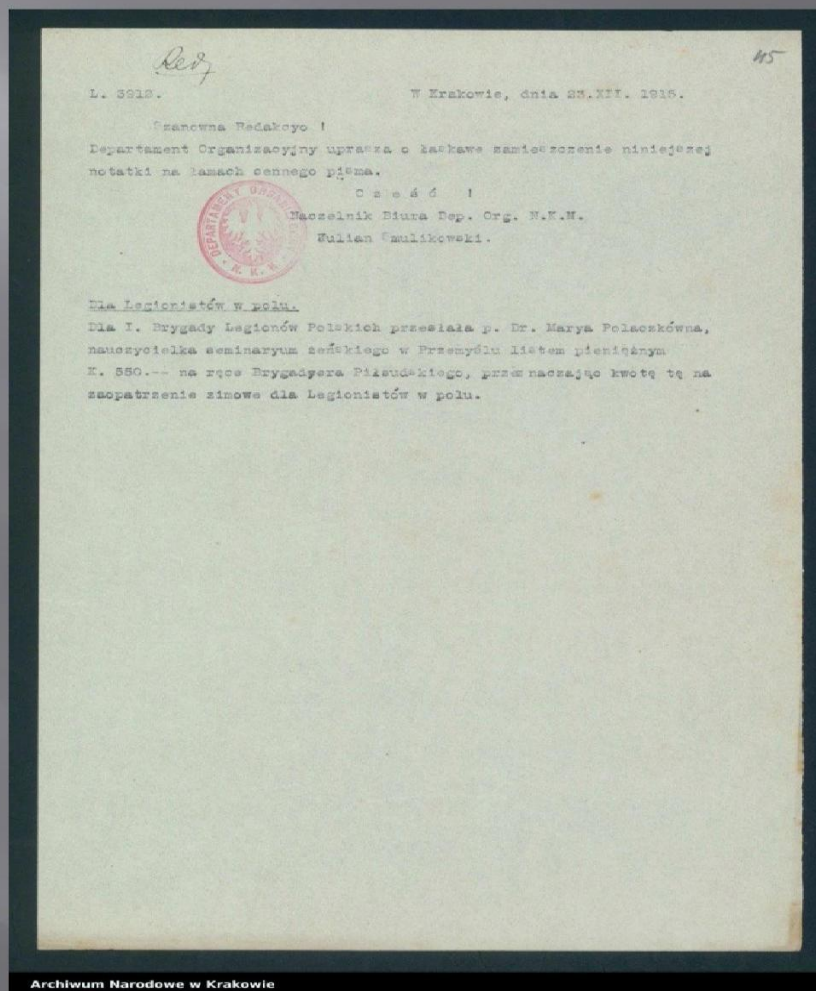 45
L. 3912.
W Krakowie, dnia 23.XII. 1915.
Szanowna Redakcyo !
Departament Organizacyjny uprasza o łaskawe zamieszczenie niniejszej
notatki na łamach cennego pisma.
C z e ś ć !
Naczelnik Biura Dep. Org. N.K.N.
Julian Smulikowski.
DEPARTAMENT ORGANIZACYJNY
N. K. N.
Dla Legionistów w polu.
Dla I. Brygady Legionów Polskich przesłała p. Dr. Marya Polaczkówna,
nauczycielka seminaryum żeńskiego w Przemyślu listem pieniężnym
K. 550.-- na ręce Brygadyera Piłsudskiego, przeznaczając kwotę tę na
zaopatrzenie zimowe dla Legionistów w polu.
Archiwum Narodowe w Krakowie